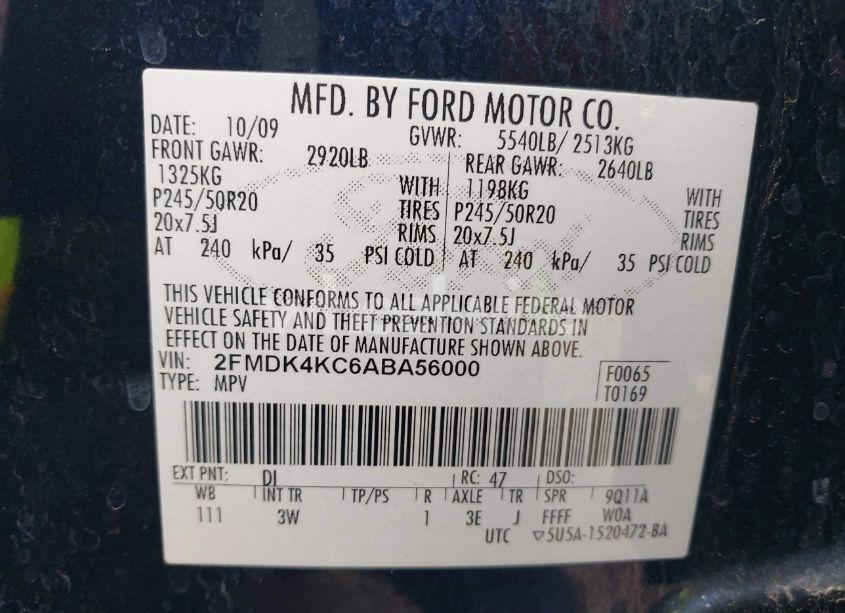 MFD. BY FORD MOTOR CO.
DATE: 10/09 GVWR: 5540LB/ 2513KG
FRONT GAWR: 2920LB REAR GAWR: 2640LB
1325KG WITH 1198KG WITH
P245/50R20 TIRES P245/50R20 TIRES
20x7.5J RIMS 20x7.5J RIMS
AT 240 kPa/ 35 PSI COLD AT 240 kPa/ 35 PSI COLD
THIS VEHICLE CONFORMS TO ALL APPLICABLE FEDERAL MOTOR
VEHICLE SAFETY AND THEFT PREVENTION STANDARDS IN
EFFECT ON THE DATE OF MANUFACTURE SHOWN ABOVE.
VIN: 2FMDK4KC6ABA56000 F0065
TYPE: MPV T0169
EXT PNT: DI RC: 47 DSO:
WB INT TR TP/PS R AXLE TR SPR 9Q11A
111 3W 1 3E J FFFF W0A
UTC ▽5U5A-1520472-BA